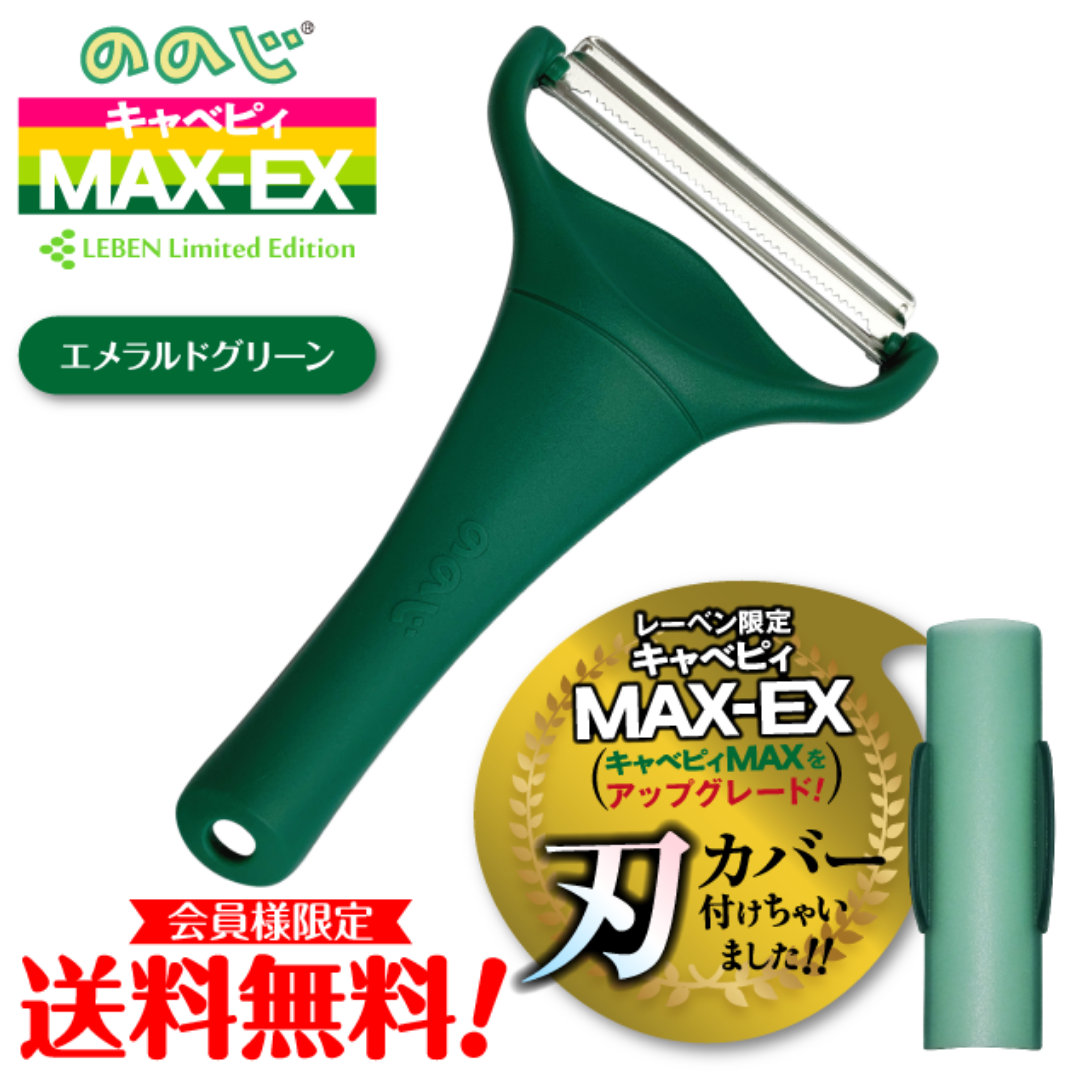 ののじ®
キャベピィ
MAX-EX
LEBEN Limited Edition
エメラルドグリーン
ののじ
レーベン限定
キャベピィ
MAX-EX
(キャベピィMAXを
アップグレード!)
刃カバー
付けちゃい
ました!!
会員様限定
送料無料!